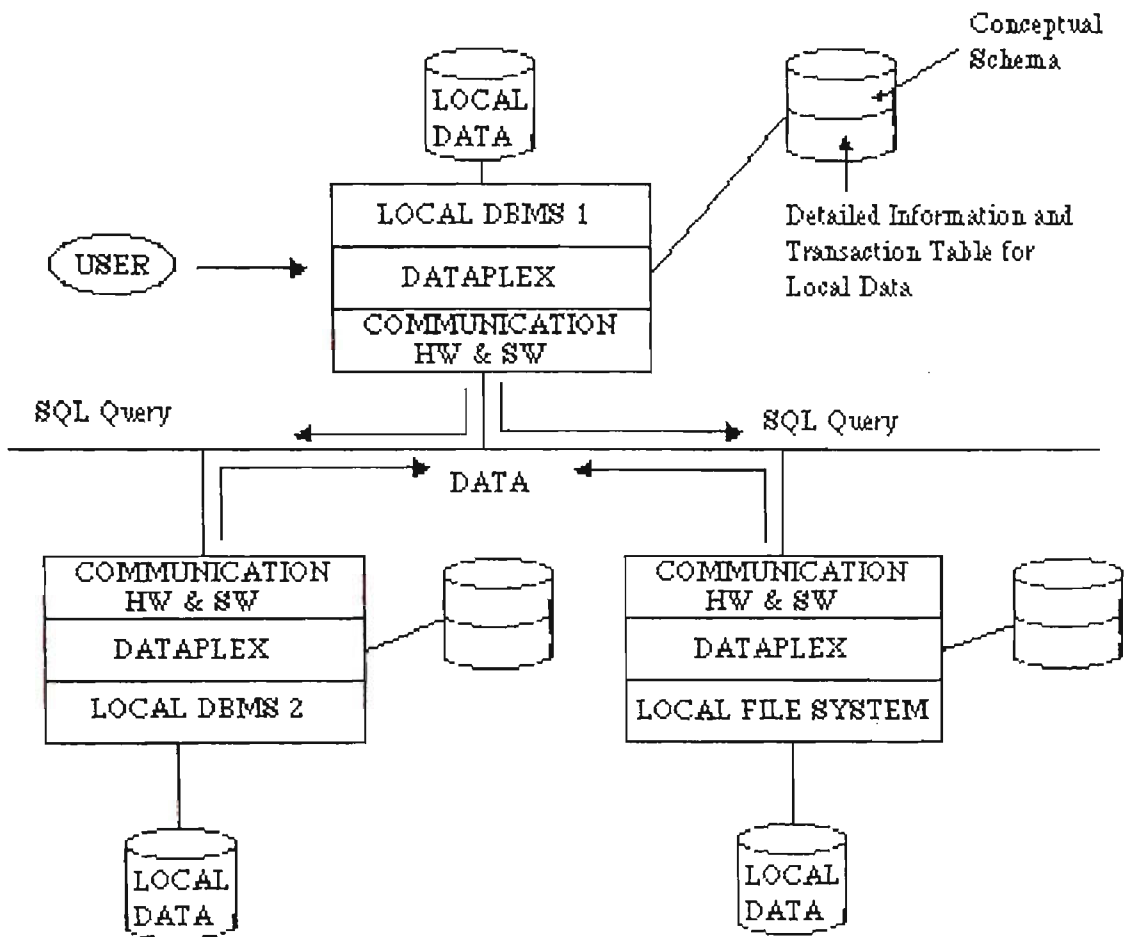 Conceptual
Schema
LOCAL
DATA
LOCAL DBMS 1
Detailed Information and
Transaction Table for
Local Data
USER
DATAPLEX
COMMUNICATION
HW & SW
SQL Query
SQL Query
DATA
COMMUNICATION
HW & SW
DATAPLEX
LOCAL DBMS 2
COMMUNICATION
HW & SW
DATAPLEX
LOCAL FILE SYSTEM
LOCAL
DATA
LOCAL
DATA